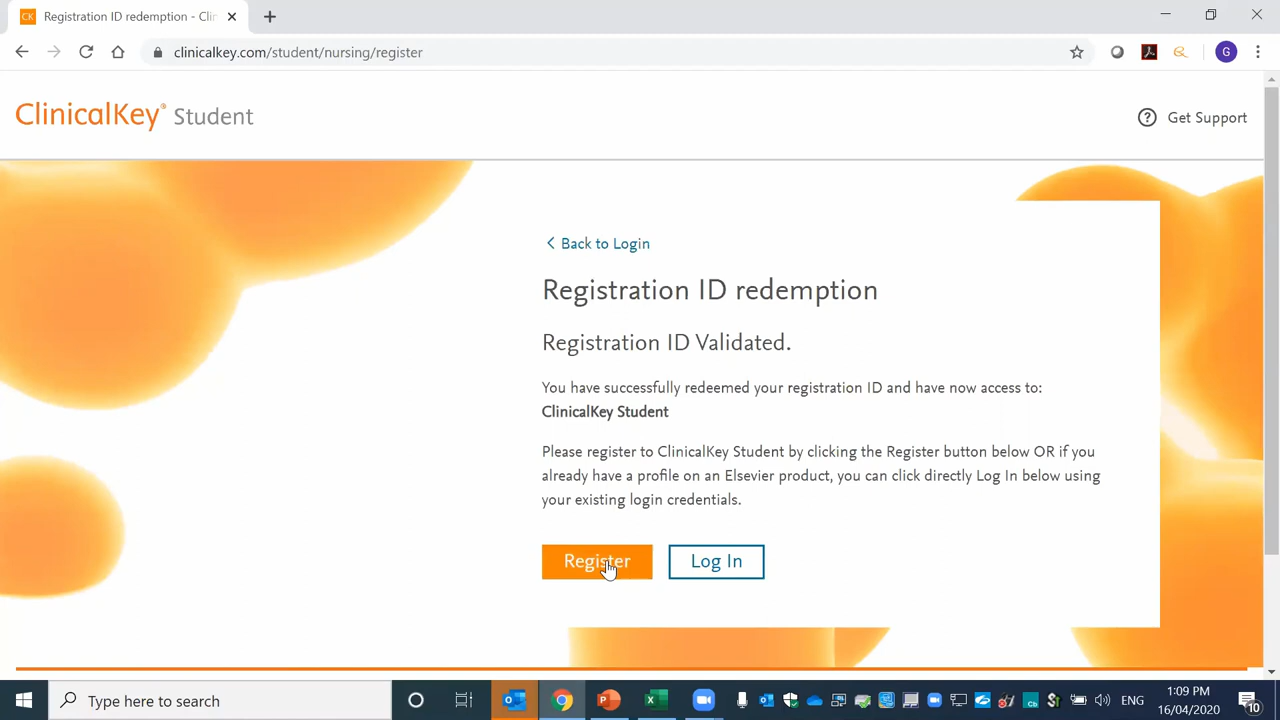 CK Registration ID redemption - Clin
clinicalkey.com/student/nursing/register
G
ClinicalKey® Student
Get Support
Back to Login
Registration ID redemption
Registration ID Validated.
You have successfully redeemed your registration ID and have now access to:
ClinicalKey Student
Please register to ClinicalKey Student by clicking the Register button below OR if you
already have a profile on an Elsevier product, you can click directly Log In below using
your existing login credentials.
Register Log In
Type here to search
ENG
1:09 PM
16/04/2020
10